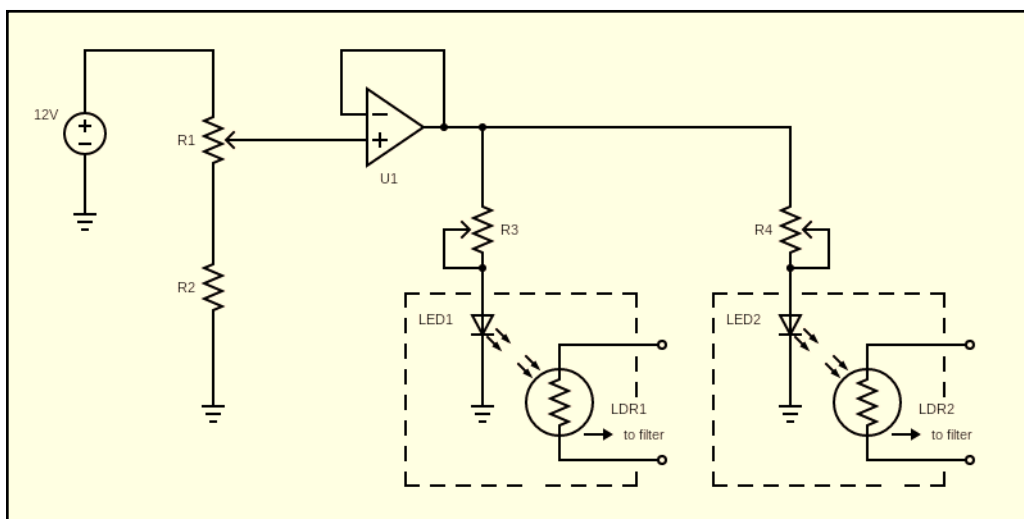 12V
R1
U1
R2
R3
R4
LED1
LDR1
to filter
LED2
LDR2
to filter